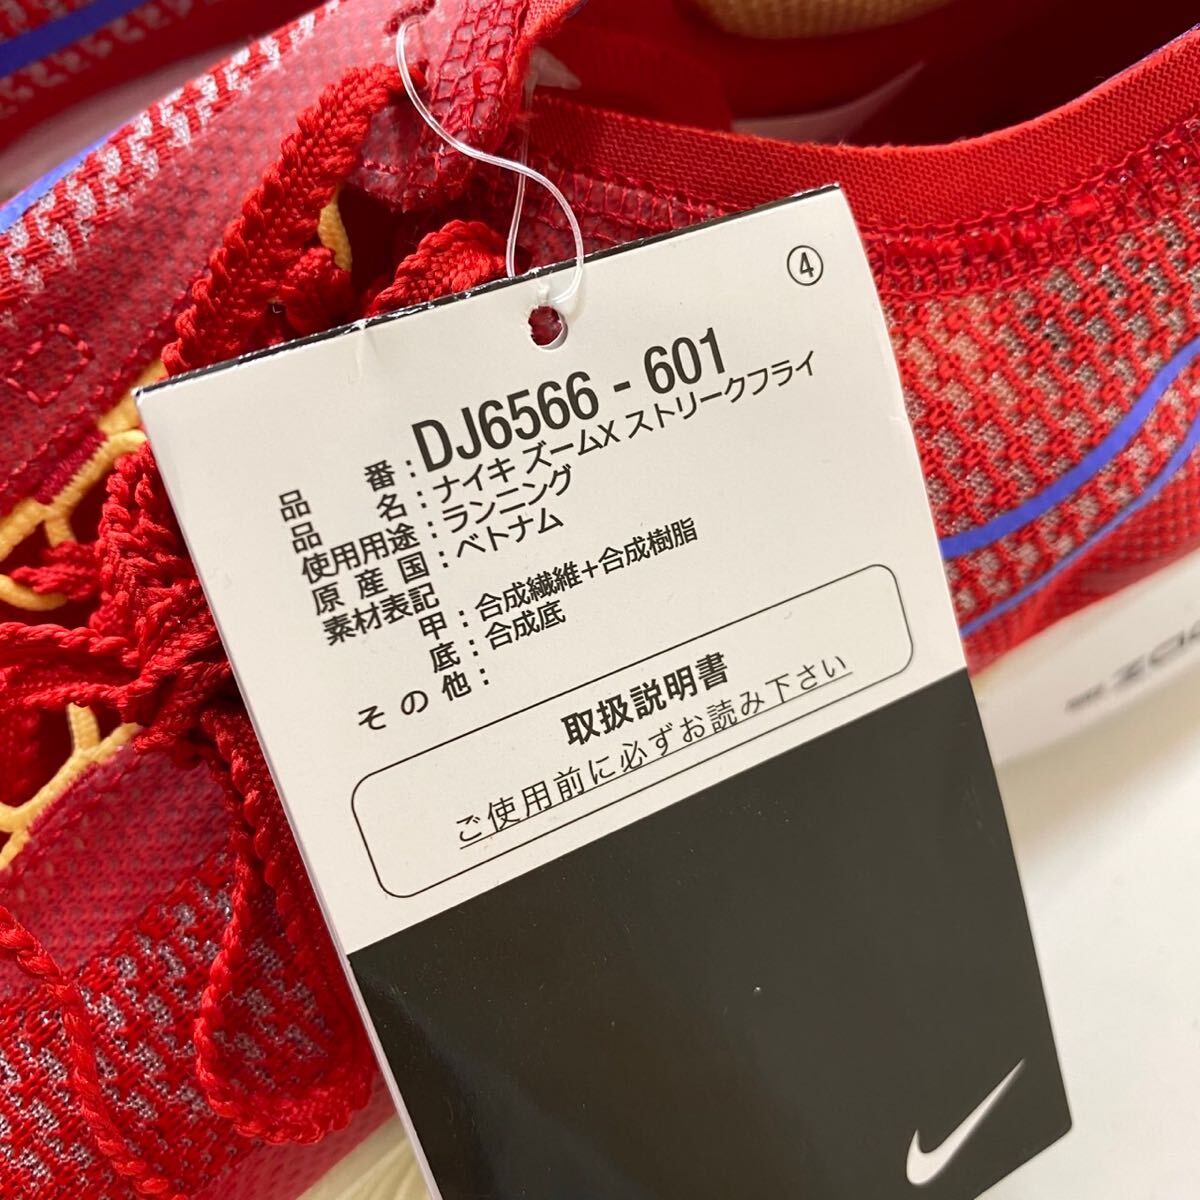 ④
品番：DJ6566 - 601
品名：ナイキ ズームX ストリークフライ
使用用途：ランニング
原産国：ベトナム
素材表記
甲：合成繊維+合成樹脂
底：合成底
その他：
取扱説明書
ご使用前に必ずお読み下さい